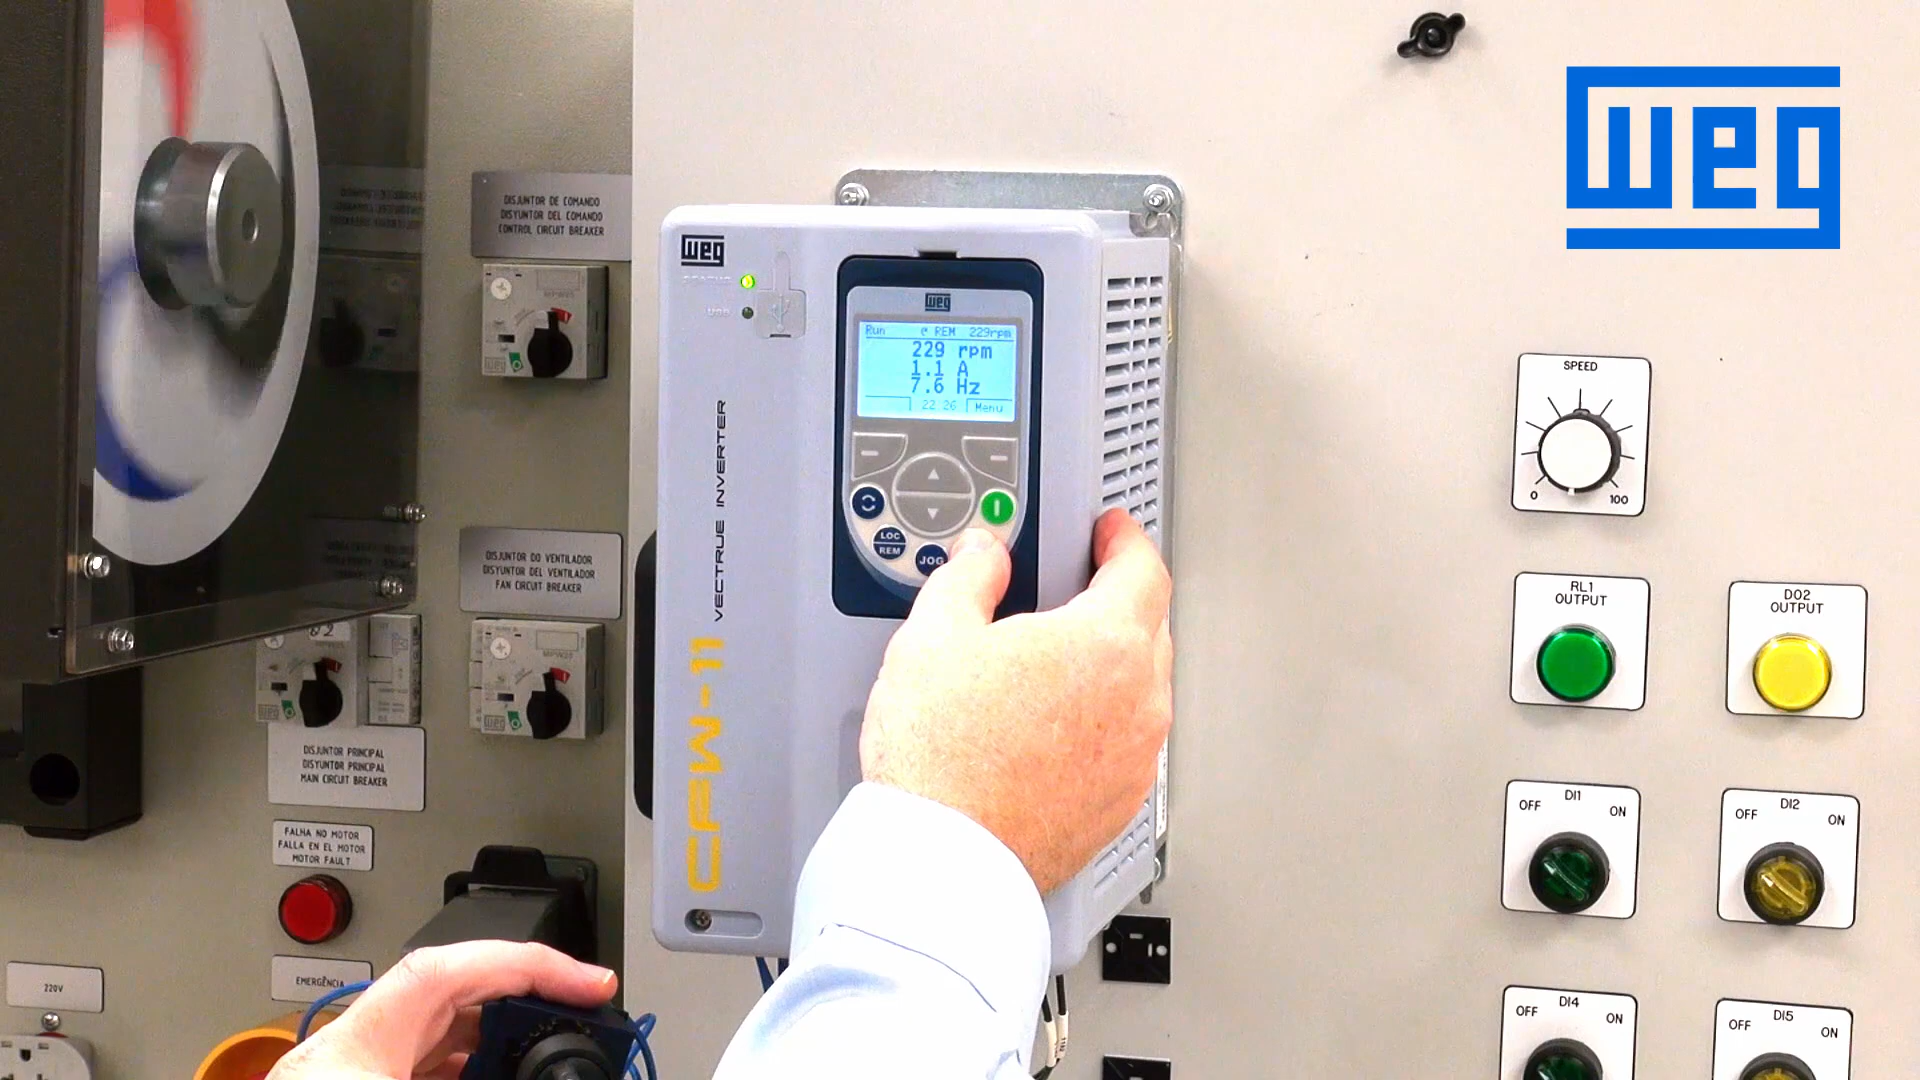 weg
DISJUNTOR DE COMANDO
DISYUNTOR DEL COMANDO
CONTROL CIRCUIT BREAKER
weg
STATUS
USB
weg
Run
REM
229rpm
229 rpm
1.1 A
7.6 Hz
22 26
Menu
LOC
REM
JOG
VECTRUE INVERTER
CFW-11
SPEED
0
100
DISJUNTOR DO VENTILADOR
DISYUNTOR DEL VENTILADOR
FAN CIRCUIT BREAKER
RL1
OUTPUT
DO2
OUTPUT
weg
DISJUNTOR PRINCIPAL
DISYUNTOR PRINCIPAL
MAIN CIRCUIT BREAKER
DI1
OFF
ON
DI2
OFF
ON
FALHA NO MOTOR
FALLA EN EL MOTOR
MOTOR FAULT
EMERGÊNCIA
220V
DI4
OFF
ON
DI5
OFF
ON